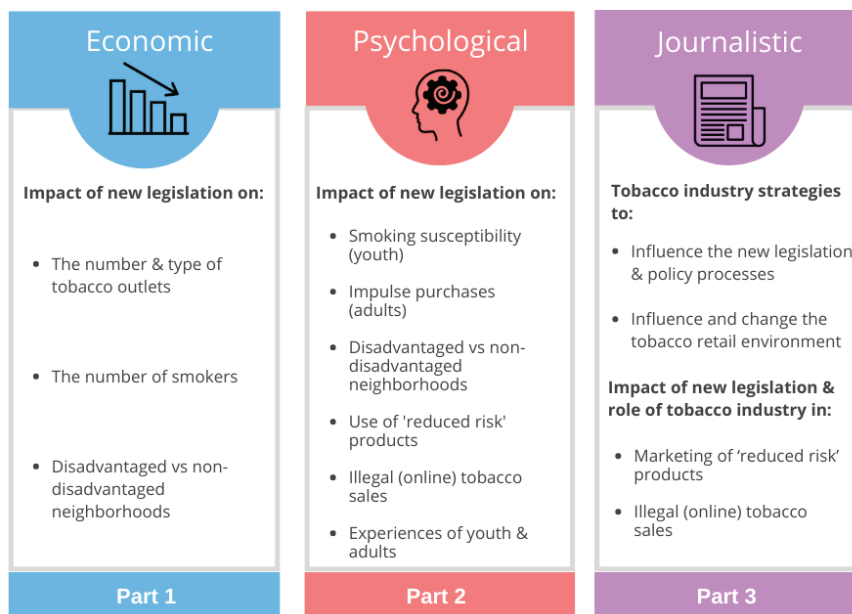 Economic
Impact of new legislation on:
• The number & type of
tobacco outlets
• The number of smokers
• Disadvantaged vs non-
disadvantaged
neighborhoods
Part 1
Psychological
Impact of new legislation on:
• Smoking susceptibility
(youth)
• Impulse purchases
(adults)
• Disadvantaged vs non-
disadvantaged
neighborhoods
• Use of 'reduced risk'
products
• Illegal (online) tobacco
sales
• Experiences of youth &
adults
Part 2
Journalistic
Tobacco industry strategies
to:
• Influence the new legislation
& policy processes
• Influence and change the
tobacco retail environment
Impact of new legislation &
role of tobacco industry in:
• Marketing of ‘reduced risk’
products
• Illegal (online) tobacco
sales
Part 3